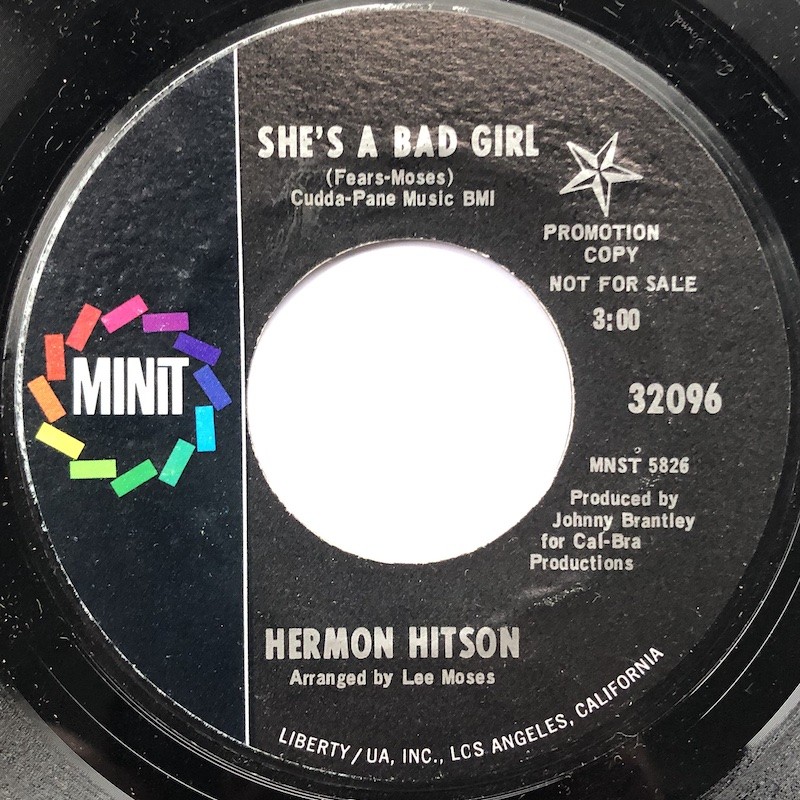 SHE'S A BAD GIRL
(Fears-Moses)
Cudda-Pane Music BMI
PROMOTION
COPY
NOT FOR SALE
3:00
MINIT
32096
MNST 5826
Produced by
Johnny Brantley
for Cal-Bra
Productions
HERMON HITSON
Arranged by Lee Moses
LIBERTY/UA, INC., LOS ANGELES, CALIFORNIA